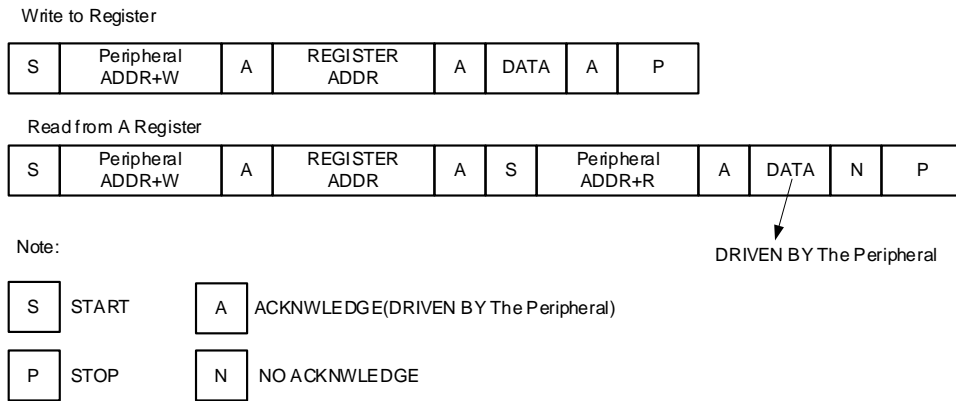 Write to Register
S Peripheral ADDR+W A REGISTER ADDR A DATA A P
Read from A Register
S Peripheral ADDR+W A REGISTER ADDR A S Peripheral ADDR+R A DATA N P
DRIVEN BY The Peripheral
Note:
S START A ACKNWLEDGE(DRIVEN BY The Peripheral)
P STOP N NO ACKNWLEDGE